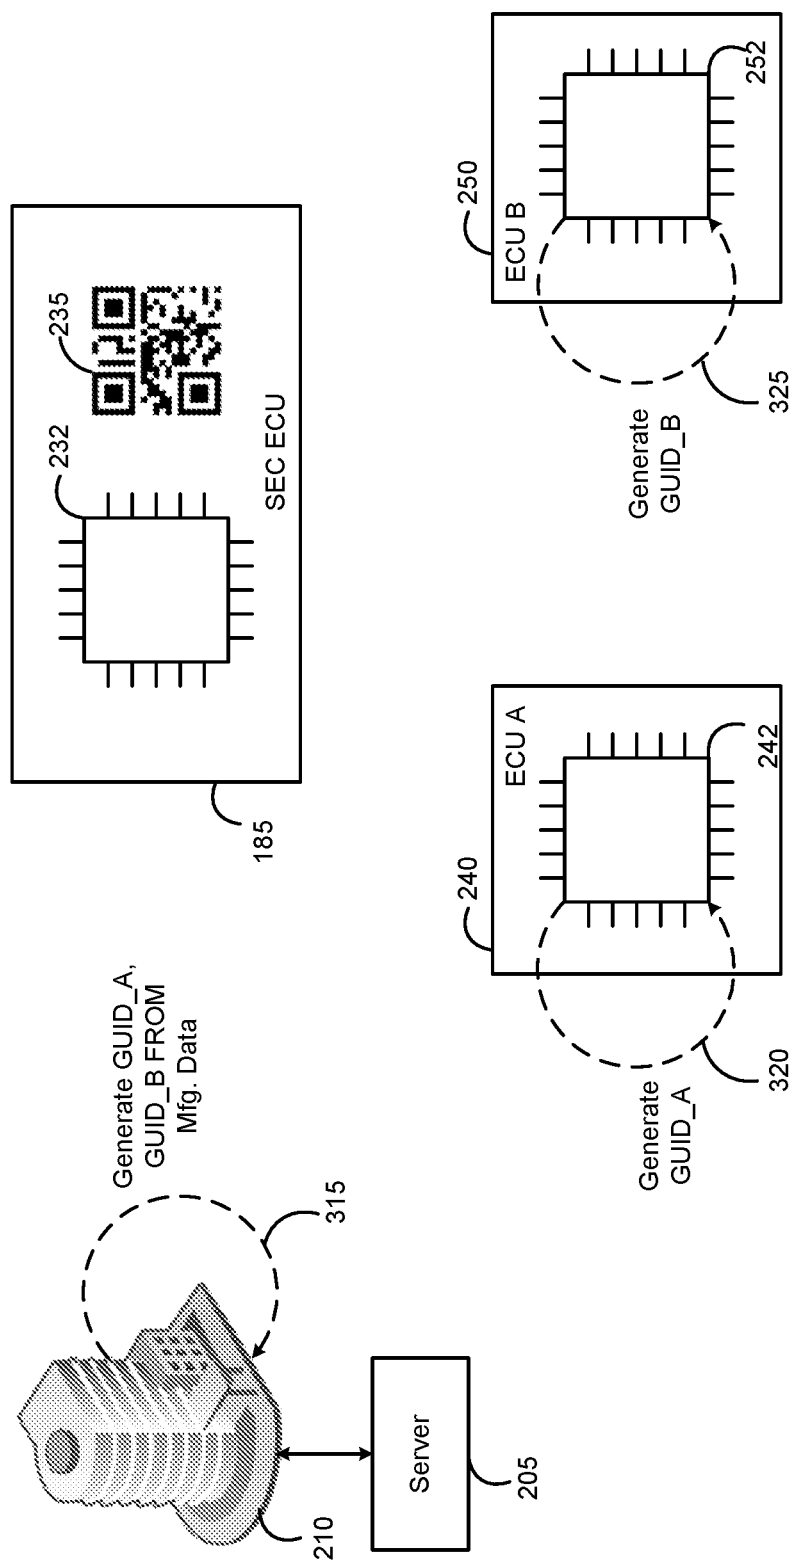 Generate GUID_A,
GUID_B FROM
Mfg. Data
315
210
Server
205
185
232
235
SEC ECU
240
ECU A
242
Generate
GUID_A
320
250
ECU B
252
Generate
GUID_B
325